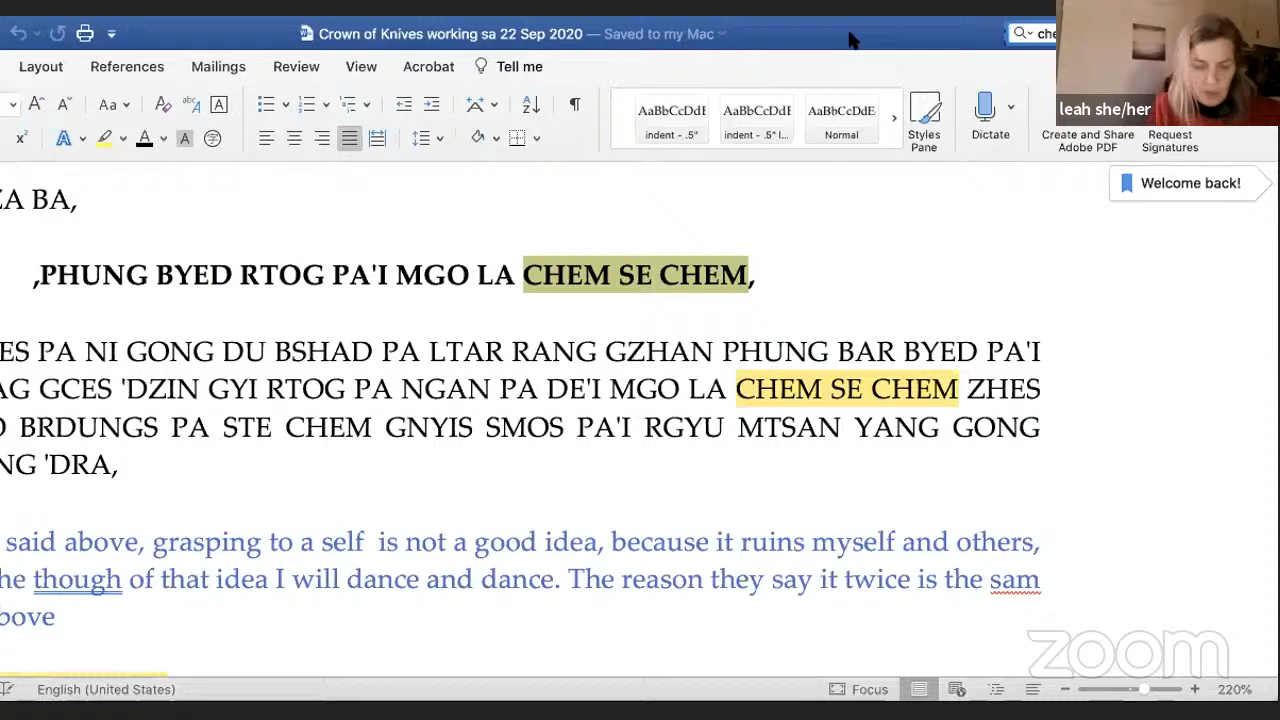 Crown of Knives working sa 22 Sep 2020 — Saved to my Mac
che
Layout References Mailings Review View Acrobat Tell me
leah she/her
AaBbCcDdE AaBbCcDdE AaBbCcDdE
indent - .5" indent - .5" l... Normal
Styles Pane
Dictate
Create and Share Adobe PDF
Request Signatures
Welcome back!
ZA BA,
,PHUNG BYED RTOG PA'I MGO LA CHEM SE CHEM,
ES PA NI GONG DU BSHAD PA LTAR RANG GZHAN PHUNG BAR BYED PA'I
AG GCES 'DZIN GYI RTOG PA NGAN PA DE'I MGO LA CHEM SE CHEM ZHES
BRDUNGS PA STE CHEM GNYIS SMOS PA'I RGYU MTSAN YANG GONG
NG 'DRA,
said above, grasping to a self is not a good idea, because it ruins myself and others,
he though of that idea I will dance and dance. The reason they say it twice is the sam
bove
zoom
English (United States) Focus 220%